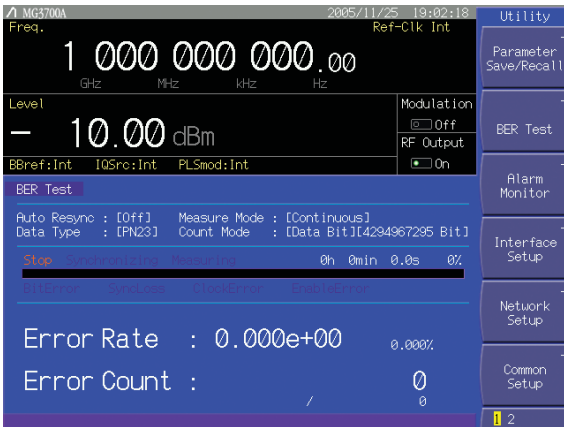 MG3700A 2005/11/25 19:02:18
Freq. Ref-Clk Int
1 000 000 000.00
GHz MHz kHz Hz
Level
- 10.00 dBm
Modulation
Off
RF Output
On
BBref:Int IQSrc:Int PLSmod:Int
BER Test
Auto Resync : [Off] Measure Mode : [Continuous]
Data Type : [PN23] Count Mode : [Data Bit][4294967295 Bit]
Stop Synchronizing Measuring 0h 0min 0.0s 0%
BitError SyncLoss ClockError EnableError
Error Rate : 0.000e+00 0.000%
Error Count : 0
/ 0
Utility
Parameter
Save/Recall
BER Test
Alarm
Monitor
Interface
Setup
Network
Setup
Common
Setup
1 2